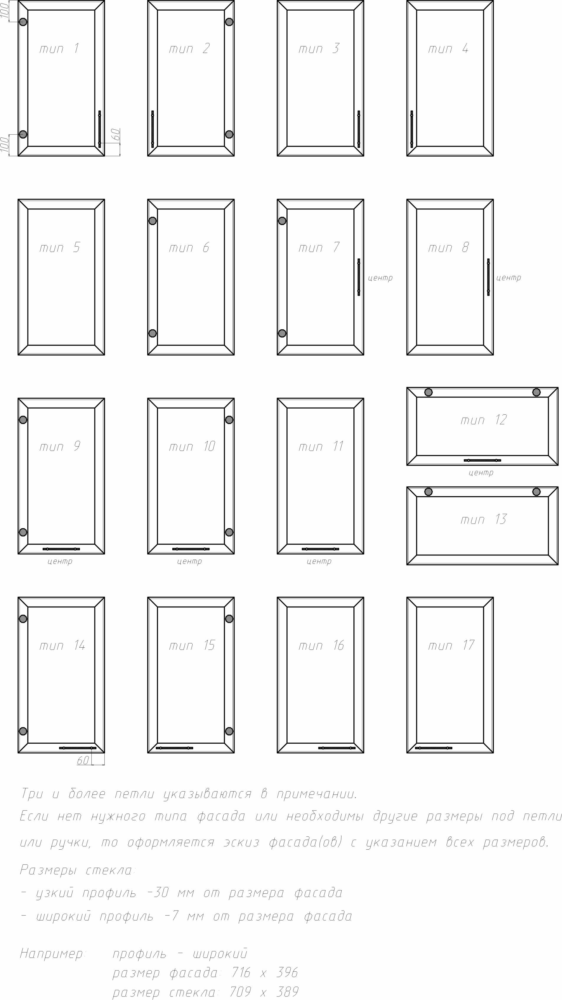 100
тип 1
тип 2
тип 3
тип 4
100
60
тип 5
тип 6
тип 7
тип 8
центр
центр
тип 9
тип 10
тип 11
тип 12
центр
тип 13
центр
центр
центр
тип 14
тип 15
тип 16
тип 17
60
Три и более петли указываются в примечании.
Если нет нужного типа фасада или необходимы другие размеры под петли
или ручки, то оформляется эскиз фасада(ов) с указанием всех размеров.
Размеры стекла:
- узкий профиль -30 мм от размера фасада
- широкий профиль -7 мм от размера фасада
Например: профиль - широкий
размер фасада: 716 х 396
размер стекла: 709 х 389